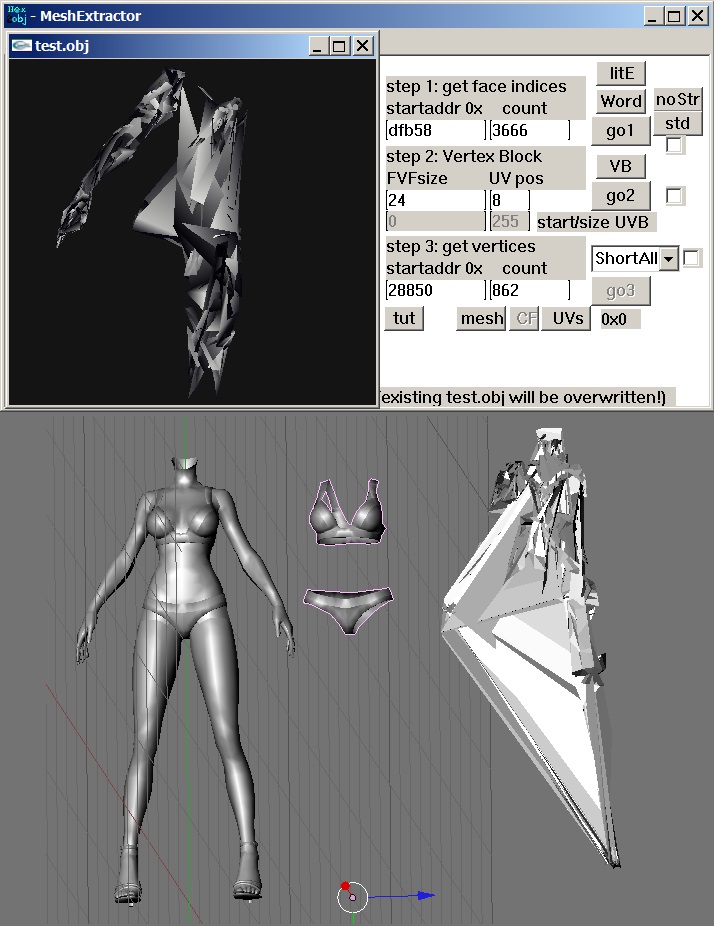 Hex
obj - MeshExtractor
test.obj
litE
step 1: get face indices
Word
noStr
startaddr 0x count
std
dfb58 3666
go1
step 2: Vertex Block
VB
FVFsize UV pos
24 8
go2
0 255 start/size UVB
step 3: get vertices
ShortAll
startaddr 0x count
28850 862
go3
tut mesh CF UVs 0x0
existing test.obj will be overwritten!)